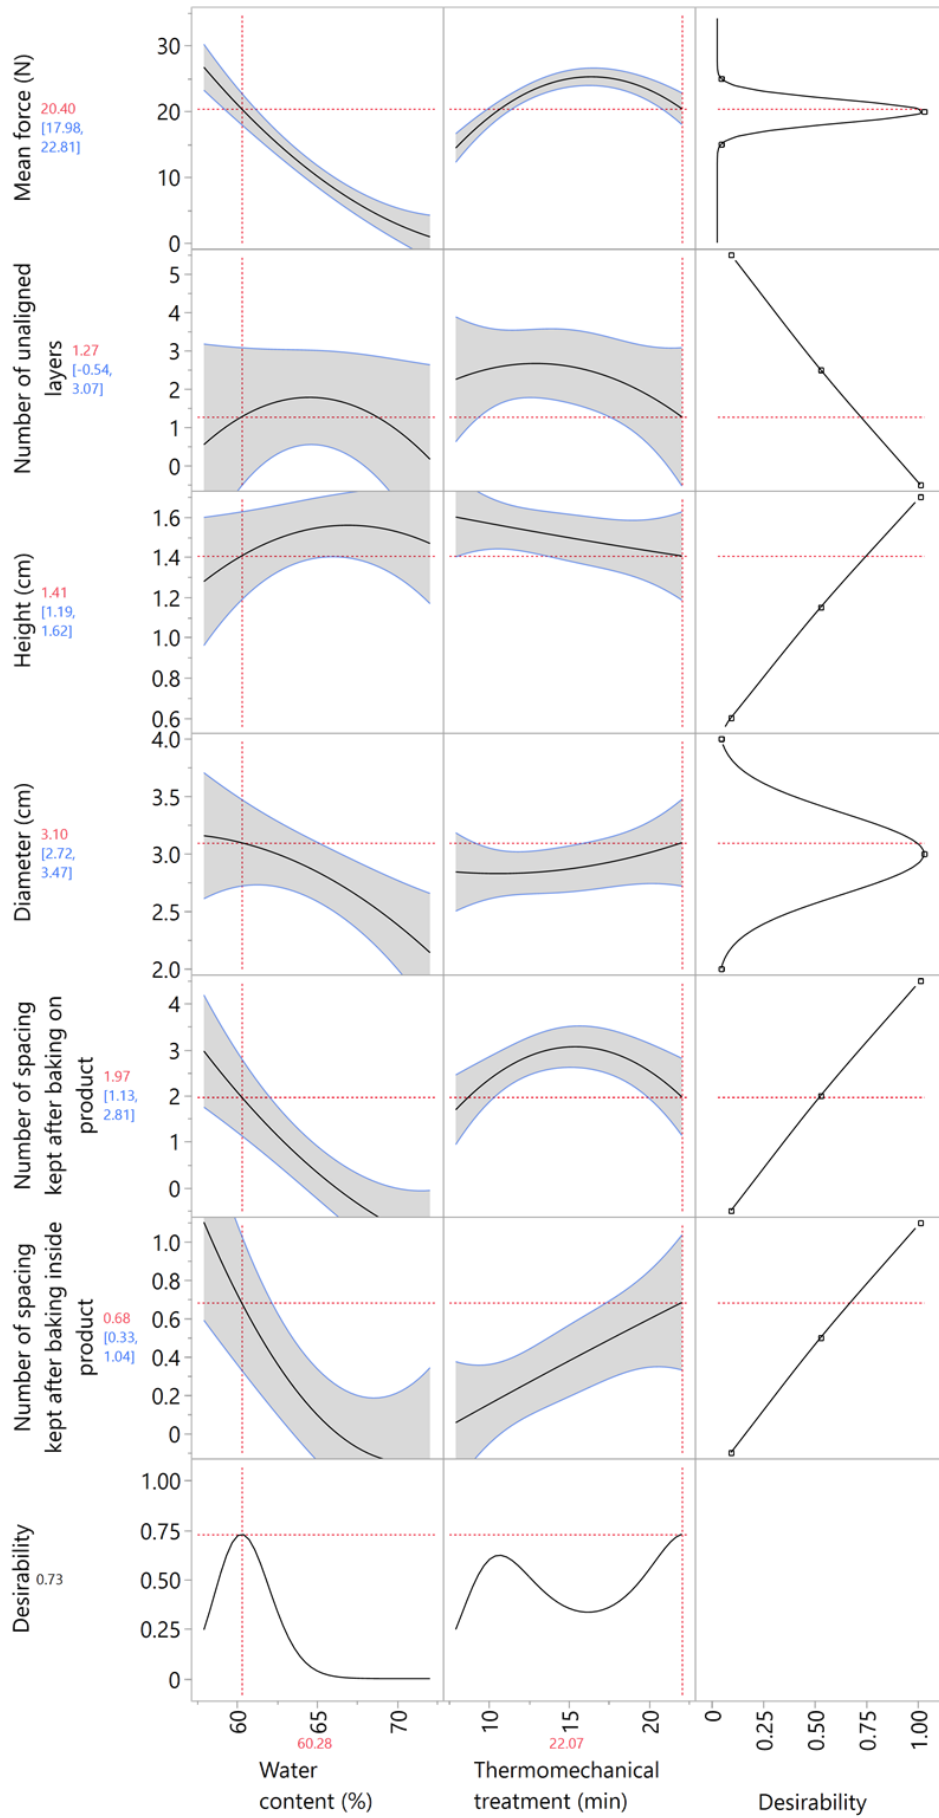 Mean force (N)
20.40
[17.98,
22.81]
30
20
10
0
Number of unaligned
layers
1.27
[-0.54,
3.07]
5
4
3
2
1
0
Height (cm)
1.41
[1.19,
1.62]
1.6
1.4
1.2
1.0
0.8
0.6
Diameter (cm)
3.10
[2.72,
3.47]
4.0
3.5
3.0
2.5
2.0
Number of spacing
kept after baking on
product
1.97
[1.13,
2.81]
4
3
2
1
0
Number of spacing
kept after baking inside
product
0.68
[0.33,
1.04]
1.0
0.8
0.6
0.4
0.2
0
Desirability
0.73
1.00
0.75
0.50
0.25
0
60 65 70
10 15 20
0 0.25 0.50 0.75 1.00
60.28
22.07
Water
content (%)
Thermomechanical
treatment (min)
Desirability